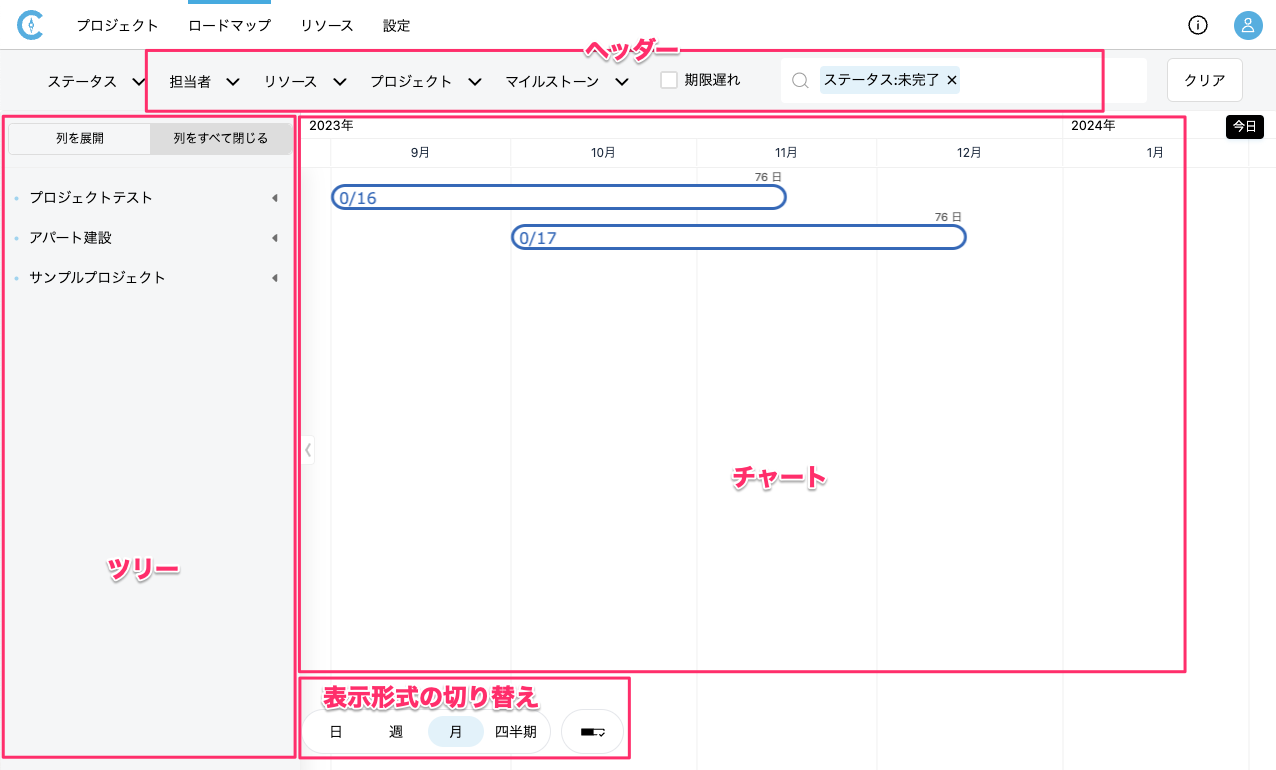 プロジェクト
ロードマップ
リソース
設定
ヘッダー
ステータス
担当者
リソース
プロジェクト
マイルストーン
期限遅れ
ステータス:未完了 ×
クリア
列を展開
列をすべて閉じる
2023年
2024年
今日
9月
10月
11月
12月
1月
プロジェクトテスト
アパート建設
サンプルプロジェクト
76 日
0/16
76 日
0/17
チャート
ツリー
表示形式の切り替え
日
週
月
四半期